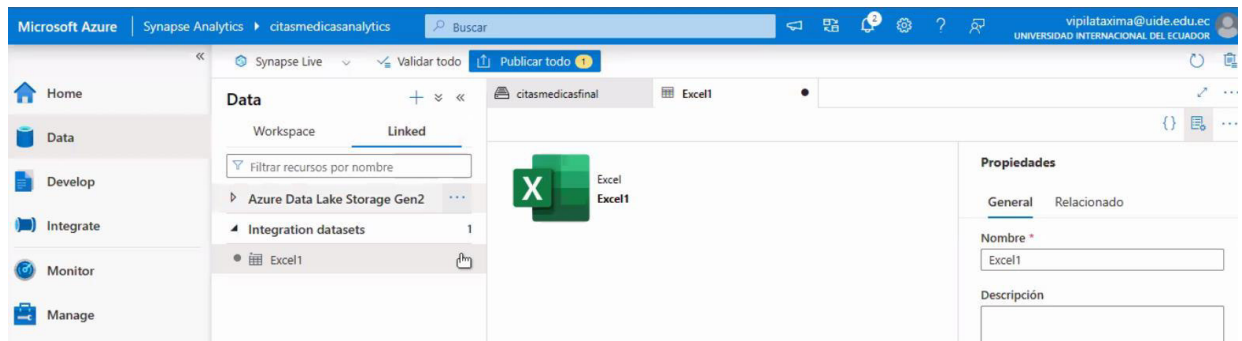 Microsoft Azure
Synapse Analytics
citasmedicasanalytics
Buscar
2
vipilataxima@uide.edu.ec
UNIVERSIDAD INTERNACIONAL DEL ECUADOR
Synapse Live
Validar todo
Publicar todo 1
Home
Data
Develop
Integrate
Monitor
Manage
Data
Workspace
Linked
Filtrar recursos por nombre
Azure Data Lake Storage Gen2
Integration datasets 1
Excel1
citasmedicasfinal
Excel1
X
Excel
Excel1
Propiedades
General
Relacionado
Nombre *
Excel1
Descripción